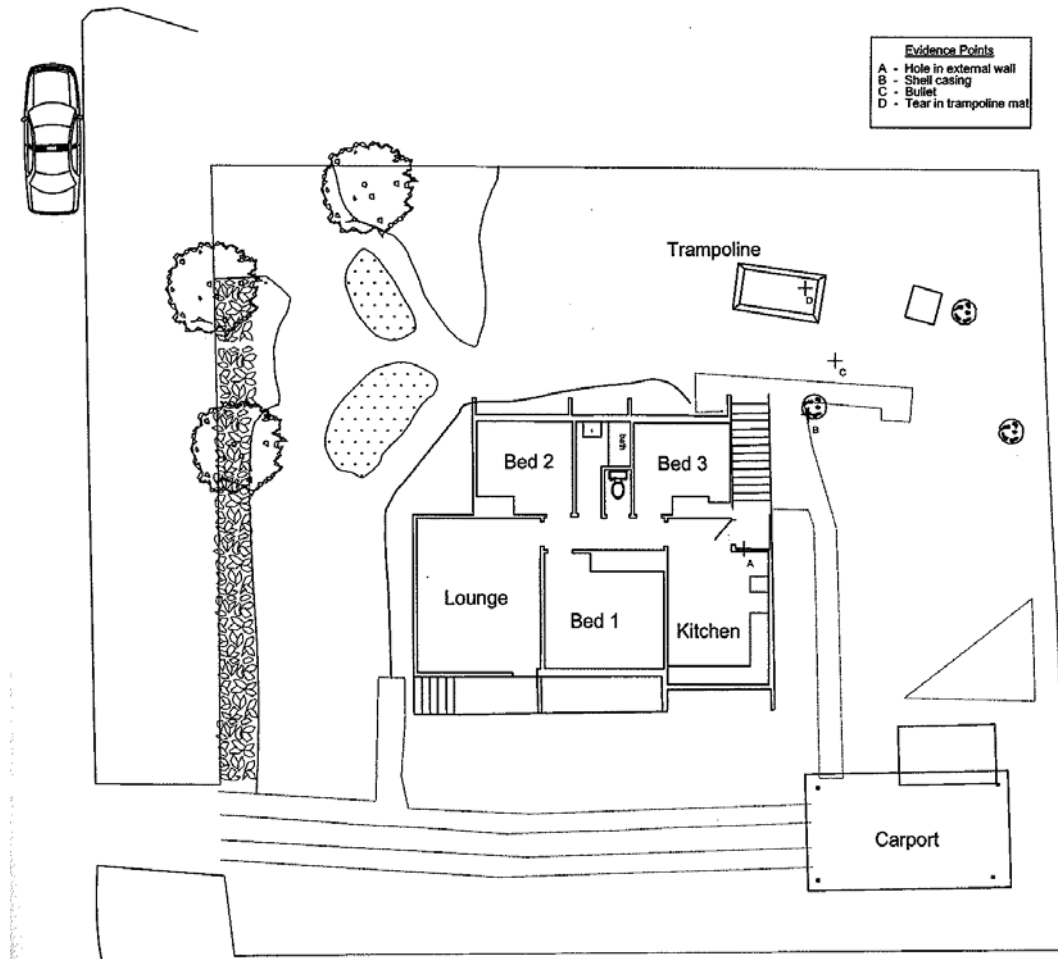 Evidence Points
A - Hole in external wall
B - Shell casing
C - Bullet
D - Tear in trampoline mat
Trampoline
D
C
B
Bed 2
bath
Bed 3
A
Lounge
Bed 1
Kitchen
Carport